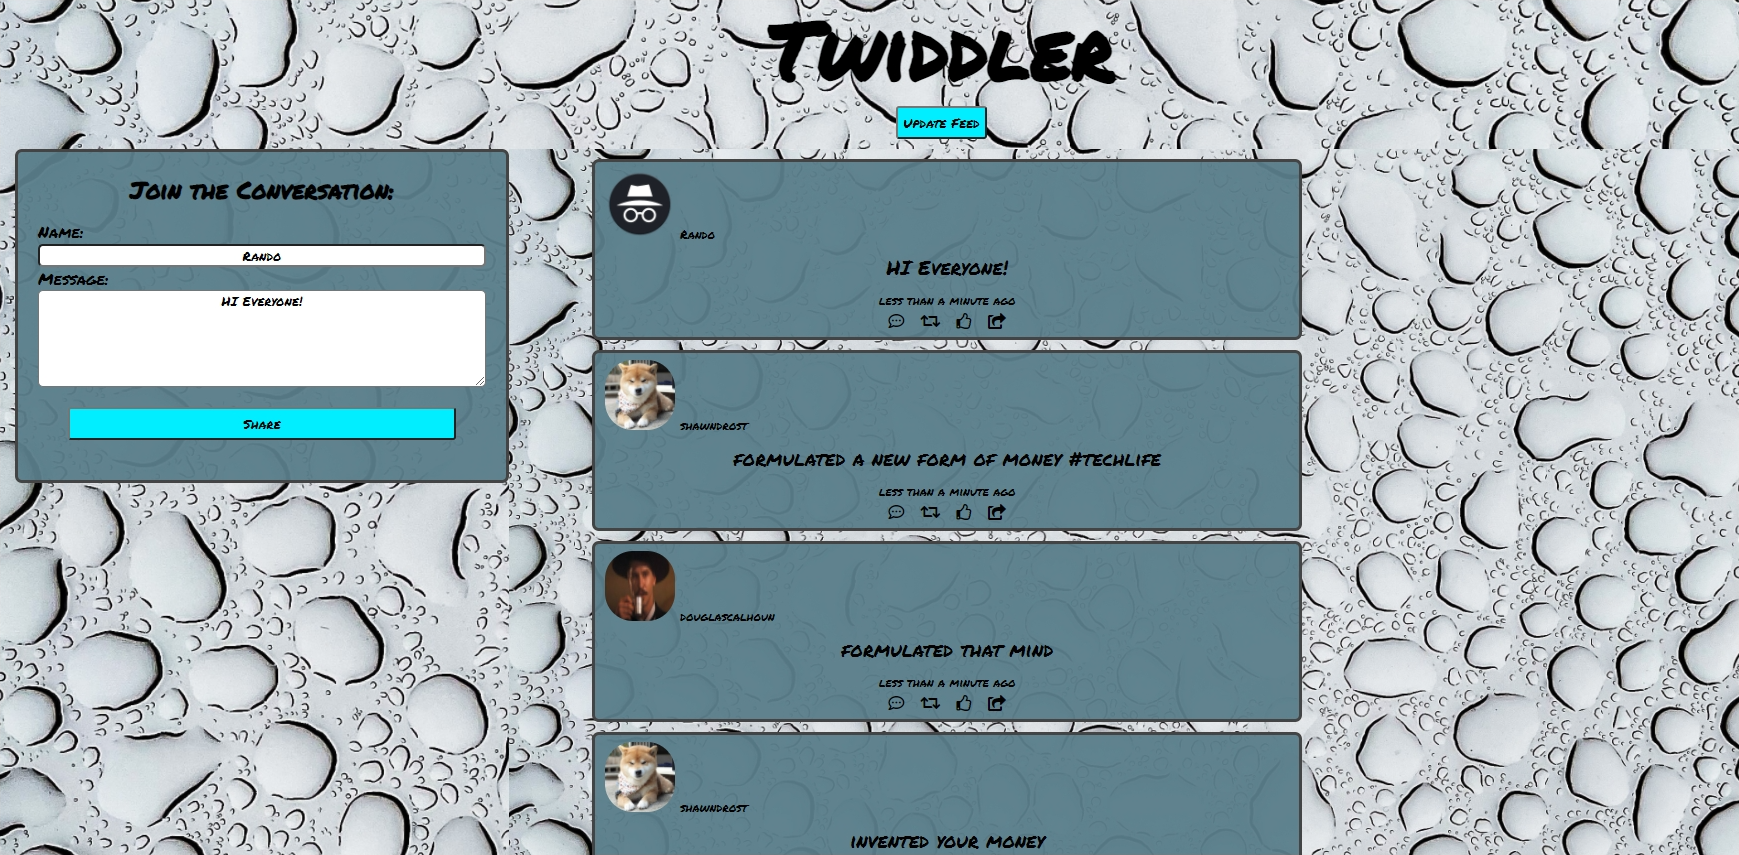 Twiddler
Update Feed
Join the Conversation:
Name:
Rando
Message:
HI Everyone!
Share
Rando
HI Everyone!
less than a minute ago
shawndrost
formulated a new form of money #techlife
less than a minute ago
douglascalhoun
formulated that mind
less than a minute ago
shawndrost
invented your money